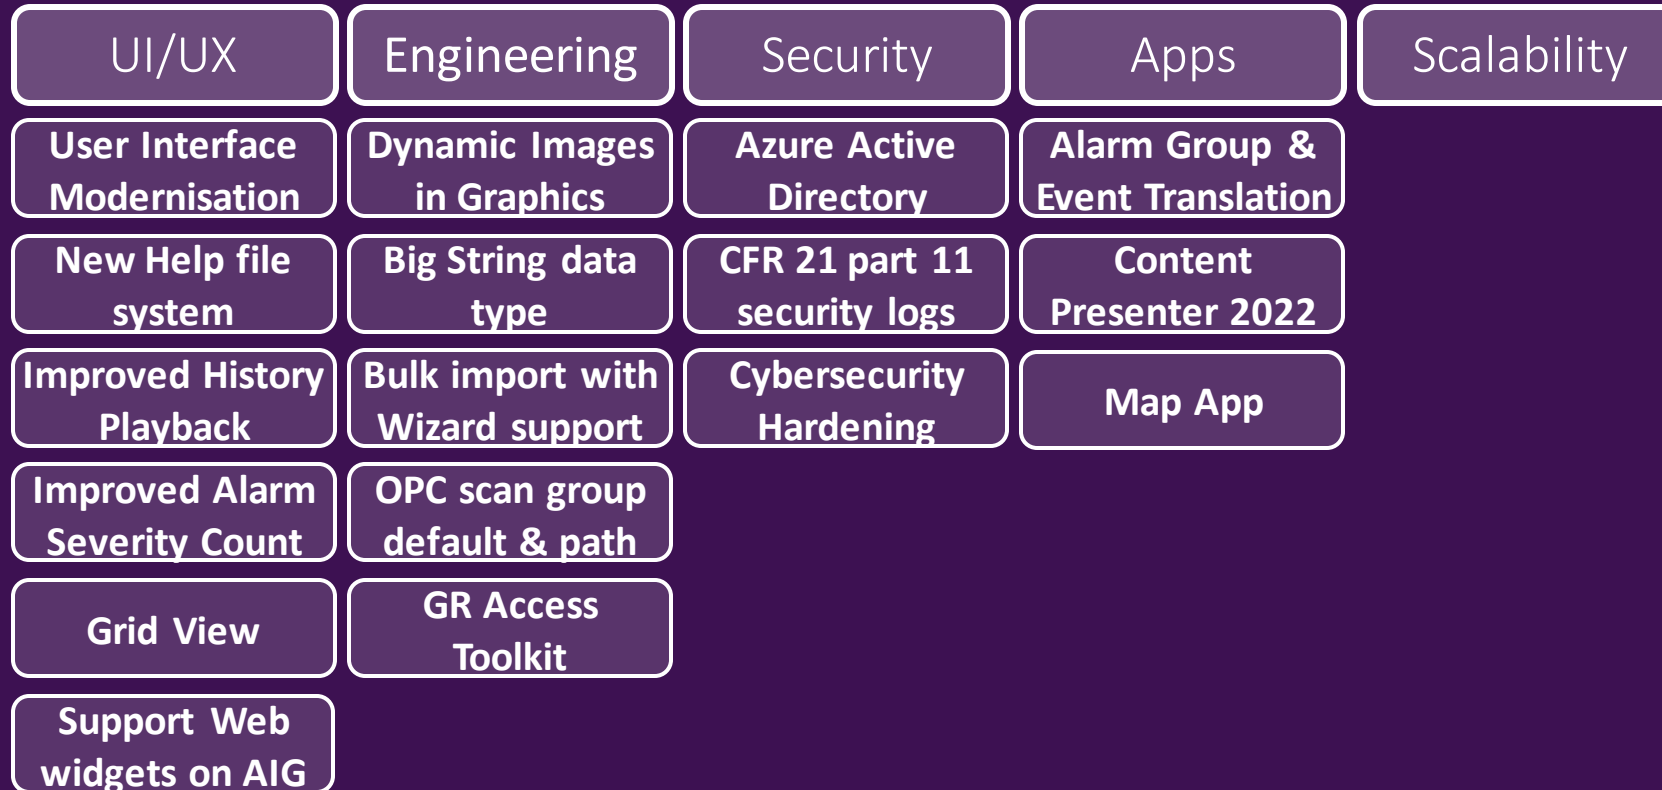 UI/UX
Engineering
Security
Apps
Scalability
User Interface
Modernisation
Dynamic Images
in Graphics
Azure Active
Directory
Alarm Group &
Event Translation
New Help file
system
Big String data
type
CFR 21 part 11
security logs
Content
Presenter 2022
Improved History
Playback
Bulk import with
Wizard support
Cybersecurity
Hardening
Map App
Improved Alarm
Severity Count
OPC scan group
default & path
Grid View
GR Access
Toolkit
Support Web
widgets on AIG